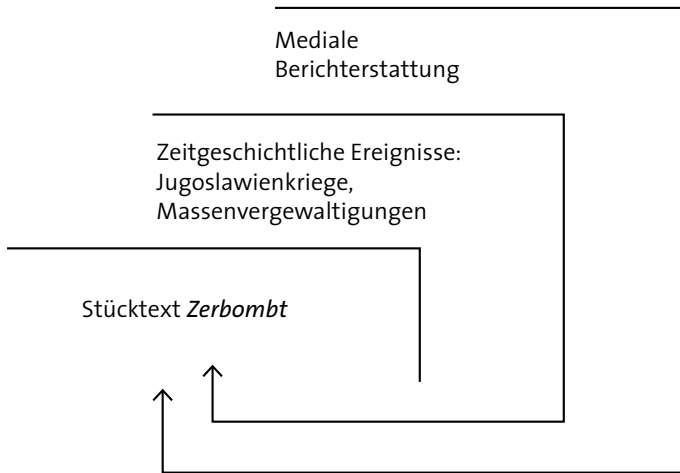 Mediale
Berichterstattung
Zeitgeschichtliche Ereignisse:
Jugoslawienkriege,
Massenvergewaltigungen
Stücktext Zerbombt